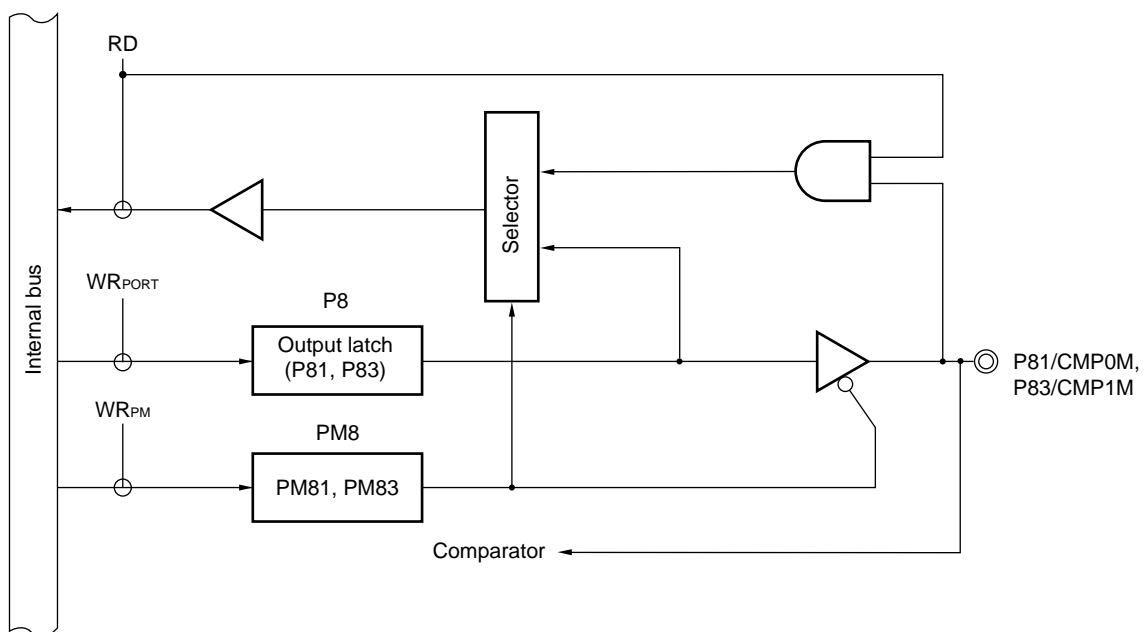 RD
Selector
Internal bus
WRPORT
P8
Output latch
(P81, P83)
P81/CMP0M,
P83/CMP1M
WRPM
PM8
PM81, PM83
Comparator